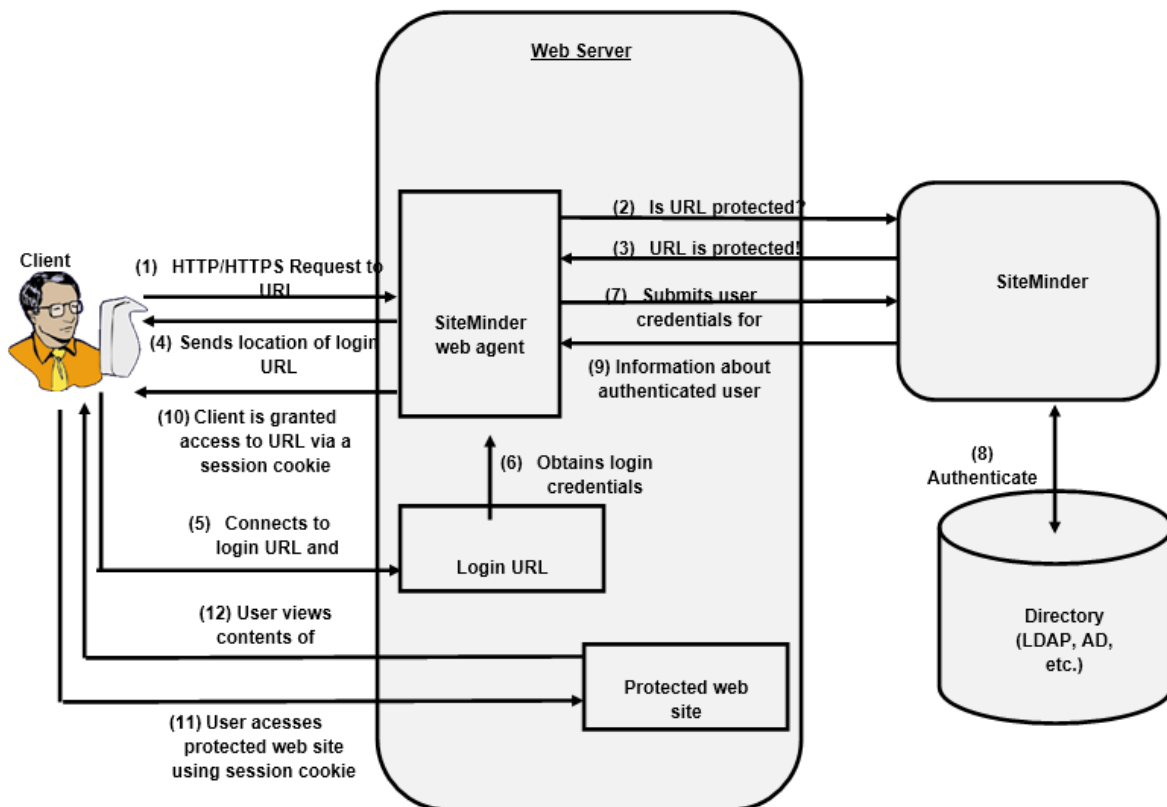 Web Server
(2) Is URL protected?
(3) URL is protected!
Client
(1) HTTP/HTTPS Request to
URL
SiteMinder
SiteMinder
web agent
(7) Submits user
credentials for
(4) Sends location of login
URL
(9) Information about
authenticated user
(10) Client is granted
access to URL via a
session cookie
(6) Obtains login
credentials
(8)
Authenticate
(5) Connects to
login URL and
Login URL
(12) User views
contents of
Directory
(LDAP, AD,
etc.)
Protected web
site
(11) User acesses
protected web site
using session cookie